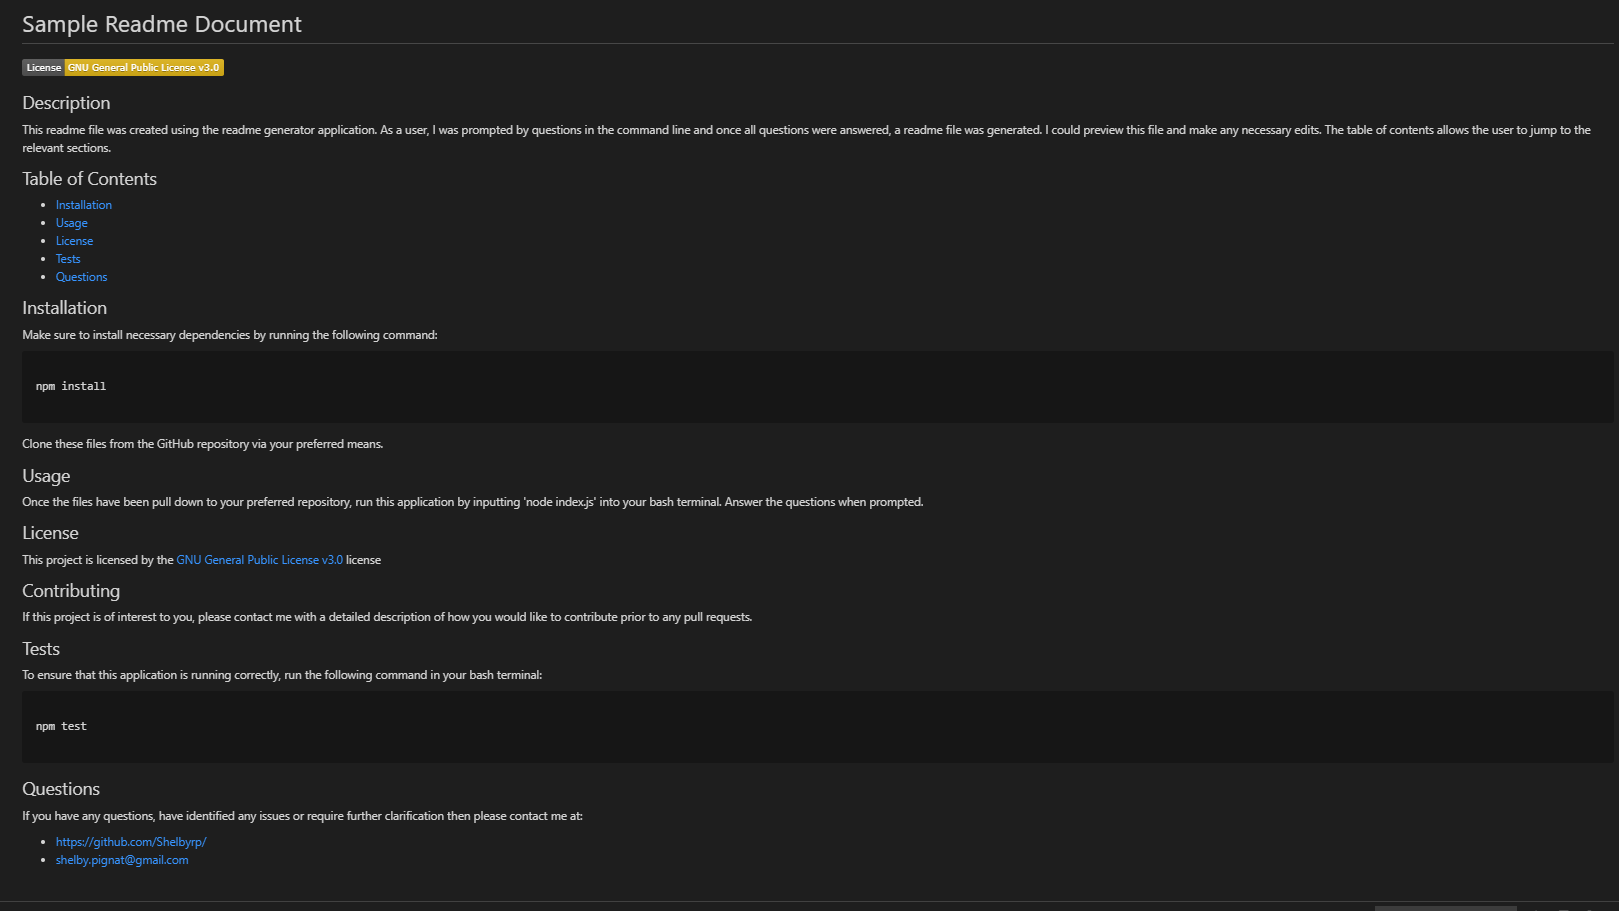 Sample Readme Document
License GNU General Public License v3.0
Description
This readme file was created using the readme generator application. As a user, I was prompted by questions in the command line and once all questions were answered, a readme file was generated. I could preview this file and make any necessary edits. The table of contents allows the user to jump to the
relevant sections.
Table of Contents
• Installation
• Usage
• License
• Tests
• Questions
Installation
Make sure to install necessary dependencies by running the following command:
npm install
Clone these files from the GitHub repository via your preferred means.
Usage
Once the files have been pull down to your preferred repository, run this application by inputting 'node index.js' into your bash terminal. Answer the questions when prompted.
License
This project is licensed by the GNU General Public License v3.0 license
Contributing
If this project is of interest to you, please contact me with a detailed description of how you would like to contribute prior to any pull requests.
Tests
To ensure that this application is running correctly, run the following command in your bash terminal:
npm test
Questions
If you have any questions, have identified any issues or require further clarification then please contact me at:
• https://github.com/Shelbyrp/
• shelby.pignat@gmail.com